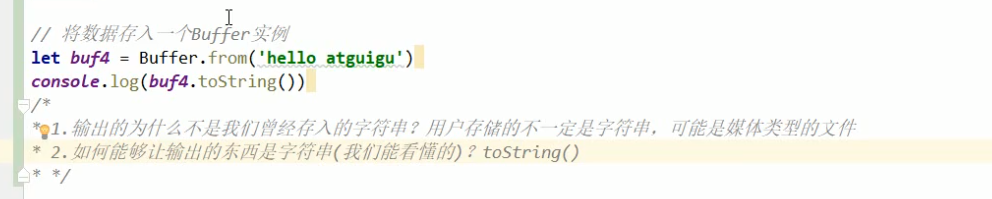 // 将数据存入一个Buffer实例
let buf4 = Buffer.from('hello atguigu')
console.log(buf4.toString())
/*
* 1.输出的为什么不是我们曾经存入的字符串？用户存储的不一定是字符串，可能是媒体类型的文件
* 2.如何能够让输出的东西是字符串(我们能看懂的)？toString()
* */